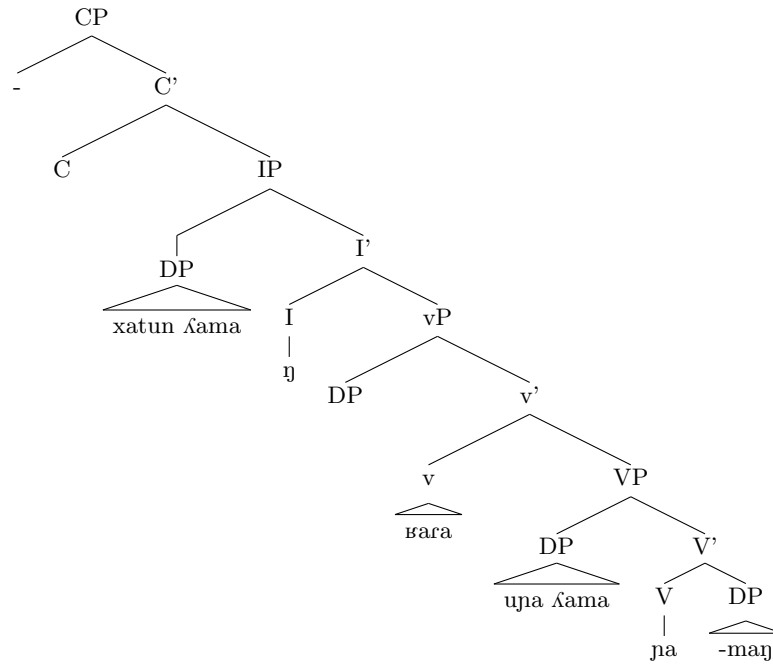 CP
- C'
C IP
I'
DP
xatun ʎama I vP
ŋ DP v'
v VP
ʁaɾa DP V'
uɲa ʎama V DP
ɲa -maŋ